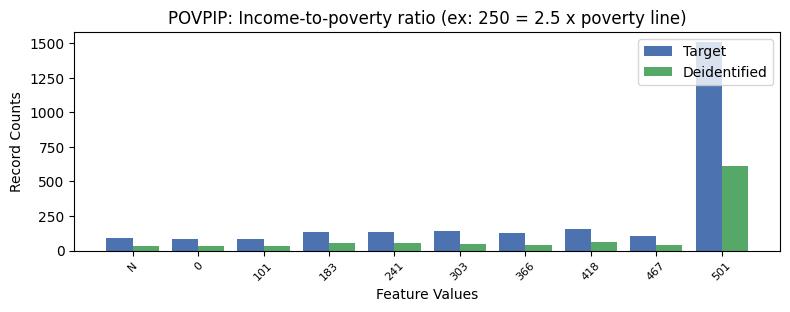 POVPIP: Income-to-poverty ratio (ex: 250 = 2.5 x poverty line)
Target
Deidentified
Record Counts
1500
1250
1000
750
500
250
0
N
0
101
183
241
303
366
418
467
501
Feature Values